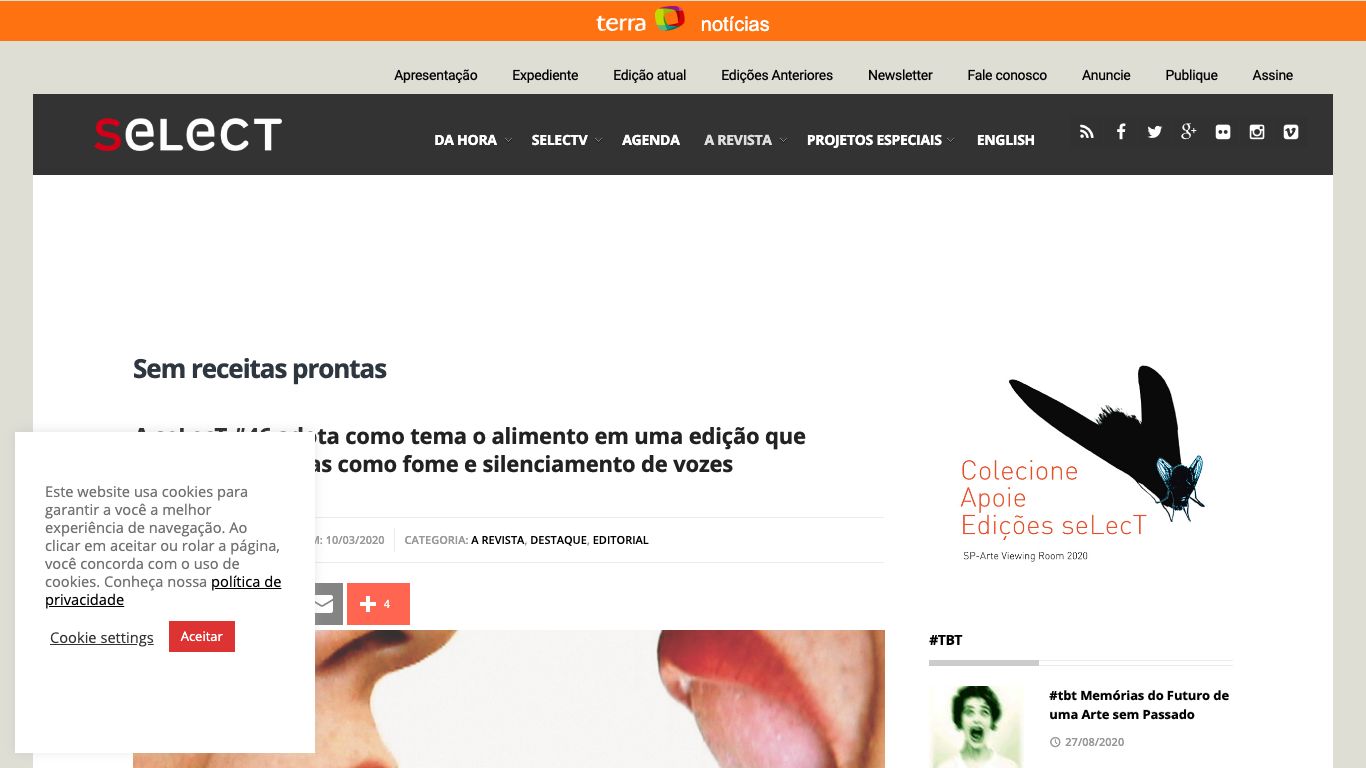 terra notícias
Apresentação Expediente Edição atual Edições Anteriores Newsletter Fale conosco Anuncie Publique Assine
seLecT DA HORA SELECTV AGENDA A REVISTA PROJETOS ESPECIAIS ENGLISH
Sem receitas prontas
#46 adota como tema o alimento em uma edição que
como fome e silenciamento de vozes
10/03/2020 CATEGORIA: A REVISTA, DESTAQUE, EDITORIAL
4
Este website usa cookies para
garantir a você a melhor
experiência de navegação. Ao
clicar em aceitar ou rolar a página,
você concorda com o uso de
cookies. Conheça nossa política de
privacidade
Cookie settings Aceitar
Colecione
Apoie
Edições seLecT
SP-Arte Viewing Room 2020
#TBT
#tbt Memórias do Futuro de
uma Arte sem Passado
27/08/2020